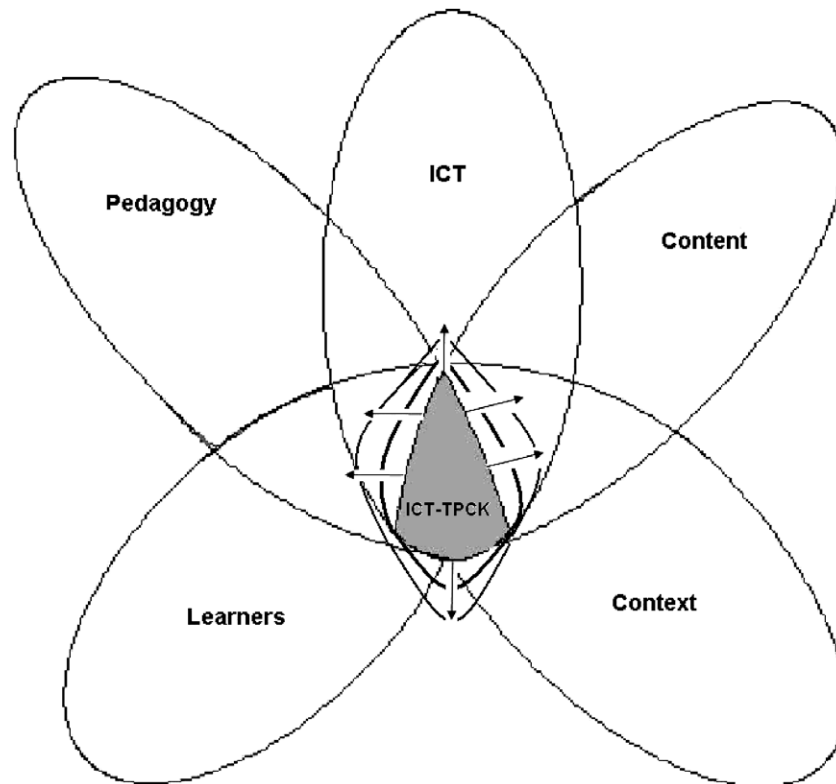 ICT
Pedagogy
Content
ICT-TPCK
Learners
Context